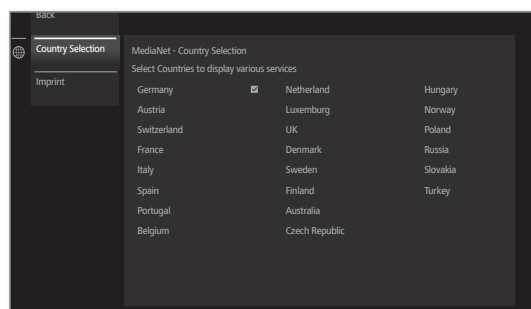 Back
Country Selection
Imprint
MediaNet - Country Selection
Select Countries to display various services
Germany Netherland Hungary
Austria Luxemburg Norway
Switzerland UK Poland
France Denmark Russia
Italy Sweden Slovakia
Spain Finland Turkey
Portugal Australia
Belgium Czech Republic